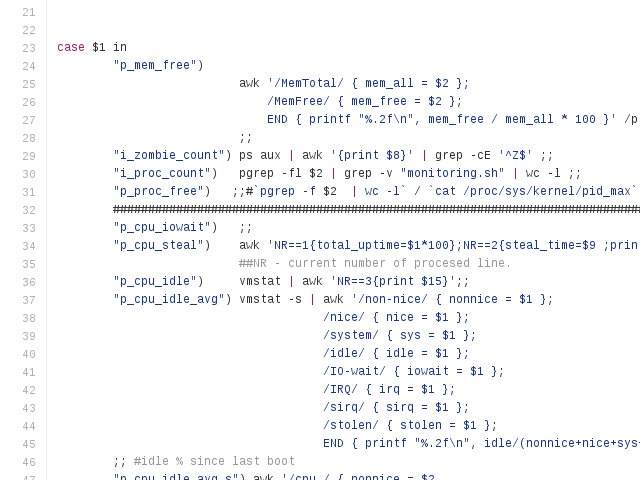 21
22
23 case $1 in
24 "p_mem_free")
25 awk '/MemTotal/ { mem_all = $2 };
26 /MemFree/ { mem_free = $2 };
27 END { printf "%.2f\n", mem_free / mem_all * 100 }' /p
28 ;;
29 "i_zombie_count") ps aux | awk '{print $8}' | grep -cE '^Z$' ;;
30 "i_proc_count") pgrep -fl $2 | grep -v "monitoring.sh" | wc -l ;;
31 "p_proc_free") ;;#`pgrep -f $2 | wc -l` / `cat /proc/sys/kernel/pid_max`
32 ###########################################################################
33 "p_cpu_iowait") ;;
34 "p_cpu_steal") awk 'NR==1{total_uptime=$1*100};NR==2{steal_time=$9 ;prin
35 ##NR - current number of procesed line.
36 "p_cpu_idle") vmstat | awk 'NR==3{print $15}';;
37 "p_cpu_idle_avg") vmstat -s | awk '/non-nice/ { nonnice = $1 };
38 /nice/ { nice = $1 };
39 /system/ { sys = $1 };
40 /idle/ { idle = $1 };
41 /IO-wait/ { iowait = $1 };
42 /IRQ/ { irq = $1 };
43 /sirq/ { sirq = $1 };
44 /stolen/ { stolen = $1 };
45 END { printf "%.2f\n", idle/(nonnice+nice+sys+
46 ;; #idle % since last boot
47 "p_cpu_idle_avg_s") awk '/cpu / { nonnice = $2